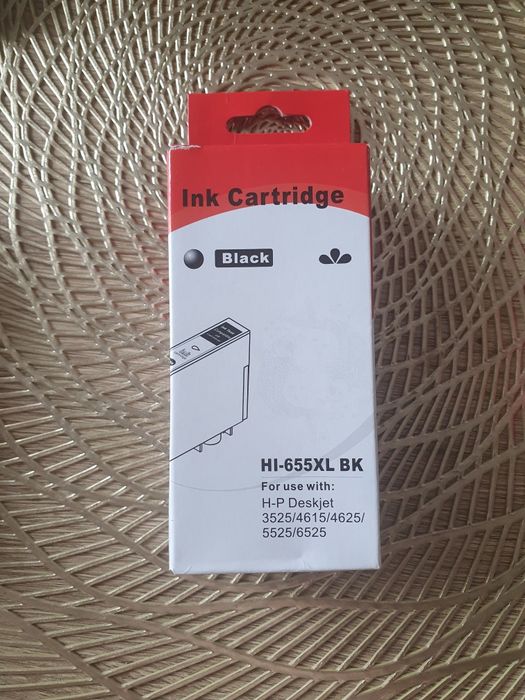 Ink Cartridge
Black
HI-655XL BK
For use with:
H-P Deskjet
3525/4615/4625/
5525/6525